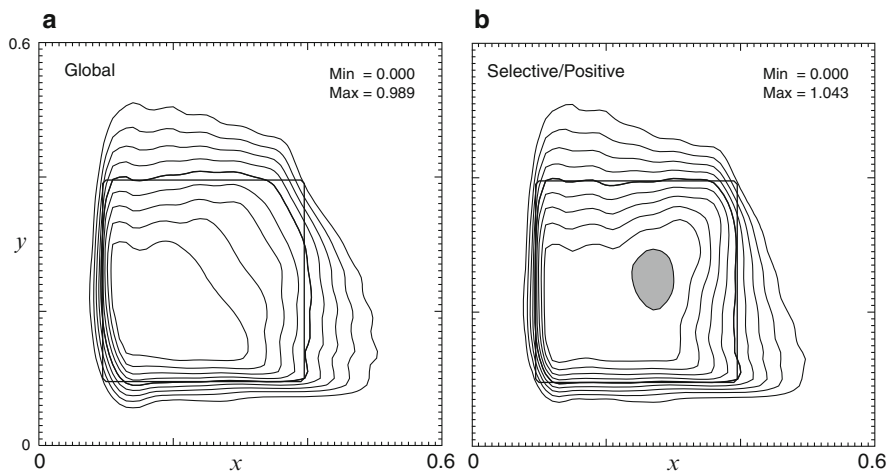 a
b
0.6
Global
Min = 0.000
Max = 0.989
Selective/Positive
Min = 0.000
Max = 1.043
y
0
0
x
0.6
0
x
0.6